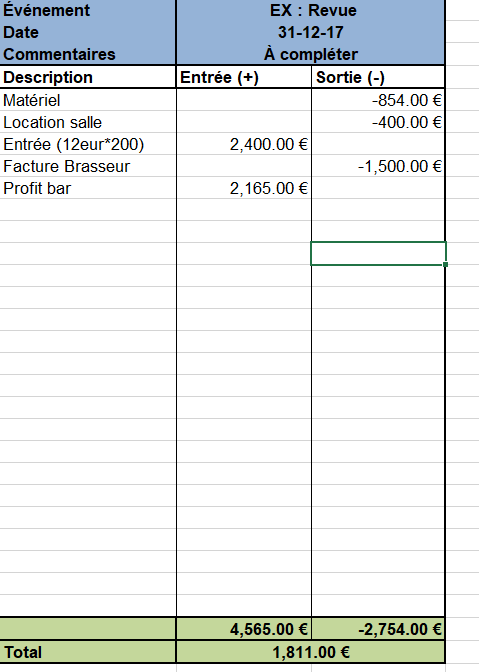 Événement EX : Revue
Date 31-12-17
Commentaires À compléter
Description Entrée (+) Sortie (-)
Matériel -854.00 €
Location salle -400.00 €
Entrée (12eur*200) 2,400.00 €
Facture Brasseur -1,500.00 €
Profit bar 2,165.00 €
4,565.00 € -2,754.00 €
Total 1,811.00 €